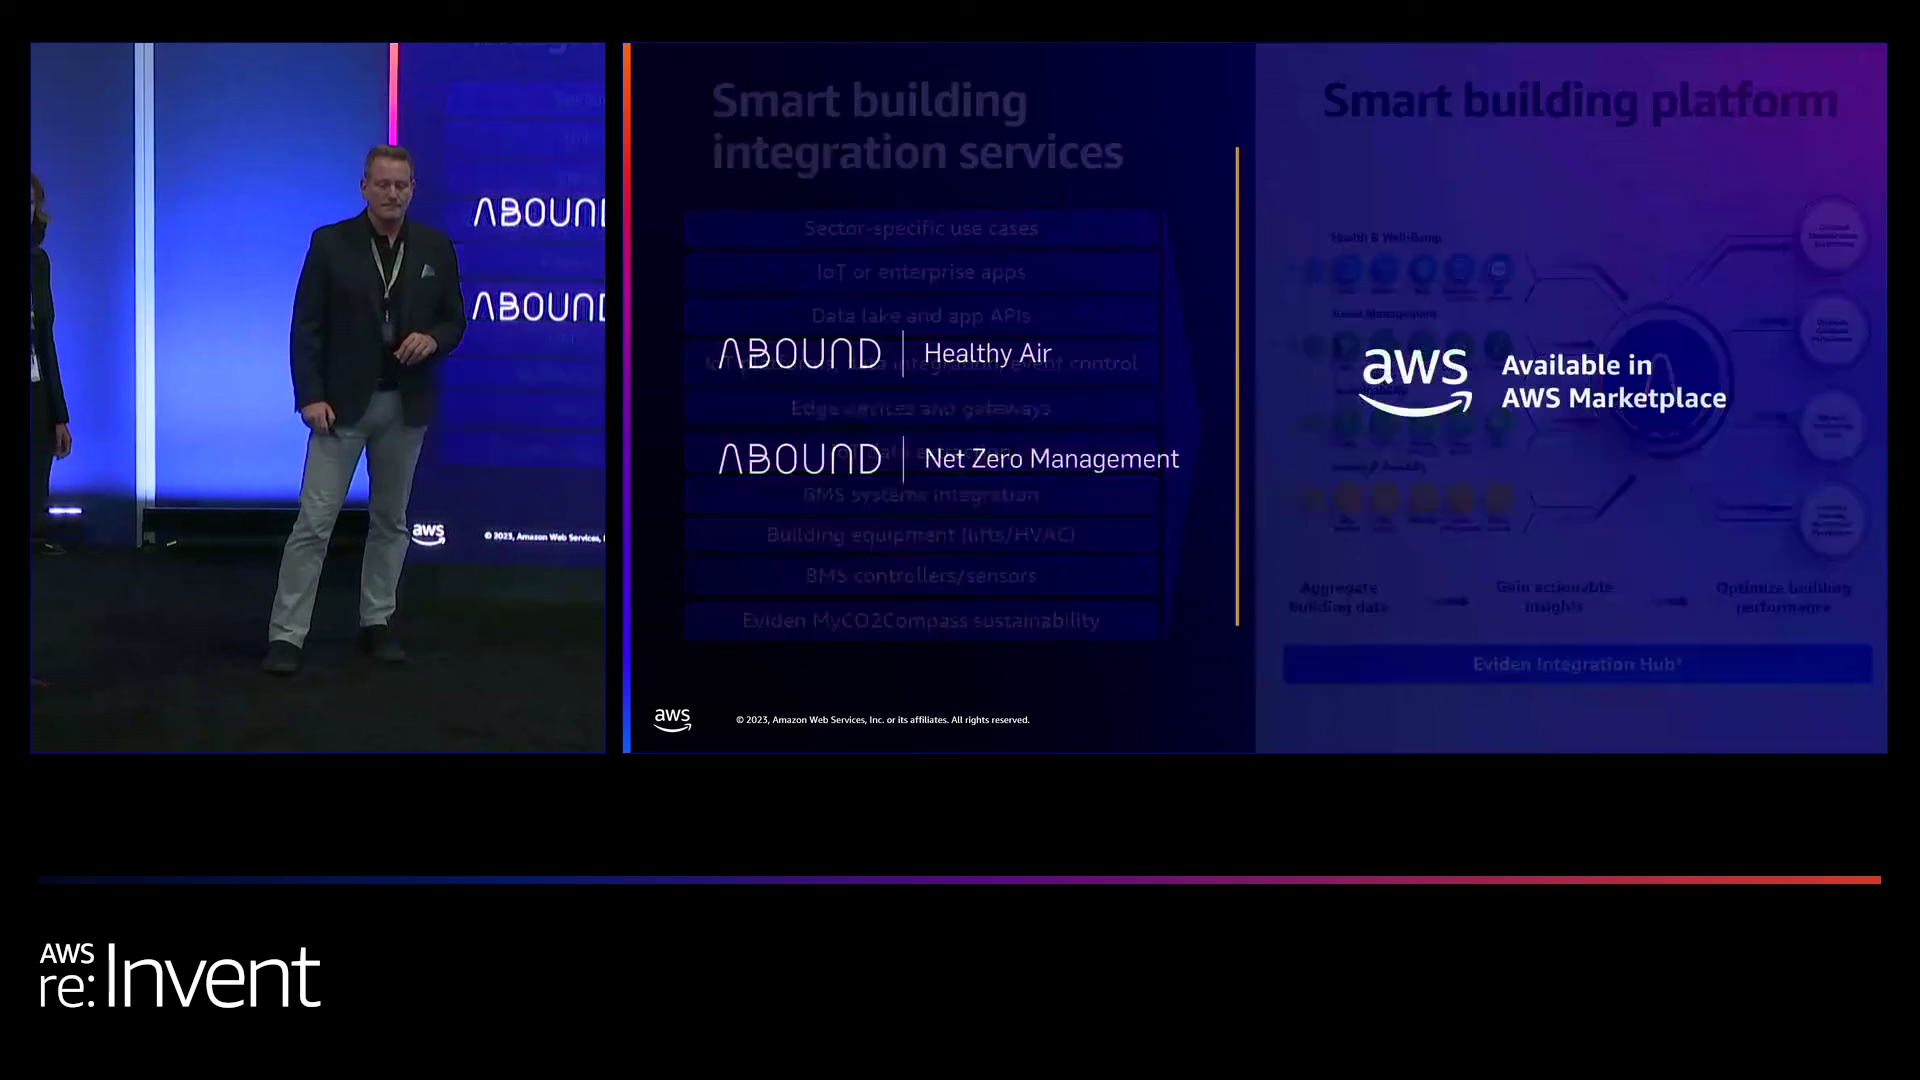 ABOUND
ABOUND
aws
© 2023, Amazon Web Services,
Smart building
integration services
Sector-specific use cases
IoT or enterprise apps
Data lake and app APIs
ABOUND | Healthy Air
integration, event control
Edge devices and gateways
ABOUND | Net Zero Management
BMS systems integration
Building equipment (lifts/HVAC)
BMS controllers/sensors
Eviden MyCO2Compass sustainability
aws
© 2023, Amazon Web Services, Inc. or its affiliates. All rights reserved.
Smart building platform
Health & Well-Being
aws
Available in
AWS Marketplace
Aggregate
building data
Gain actionable
insights
Optimize building
performance
Eviden Integration Hub*
AWS
re:Invent